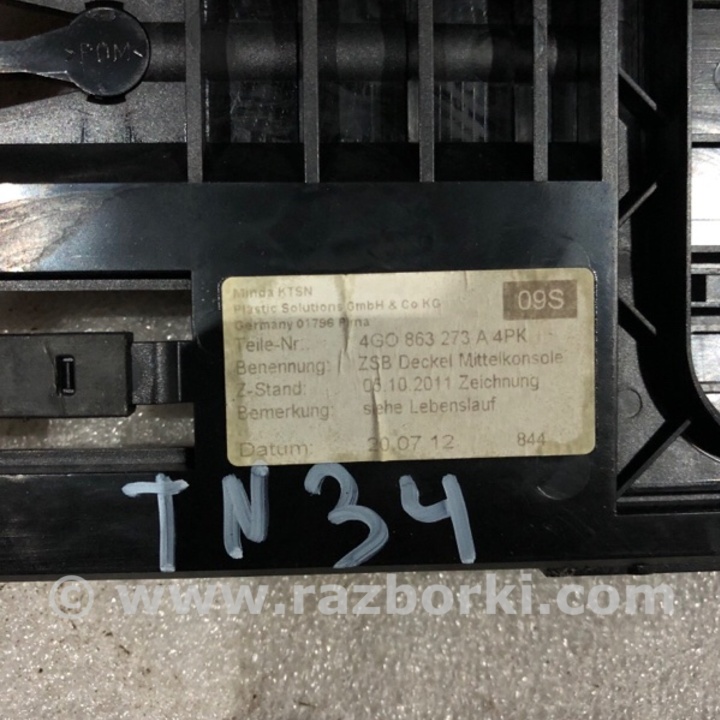 >POM<
Minda KTSN
Plastic Solutions GmbH & Co KG
Germany 01796 Pirna
09S
Teile-Nr.: 4GO 863 273 A 4PK
Benennung: ZSB Deckel Mittelkonsole
Z-Stand: 03.10.2011 Zeichnung
Bemerkung: siehe Lebenslauf
Datum: 20.07.12 844
TN34
© www.razborki.com